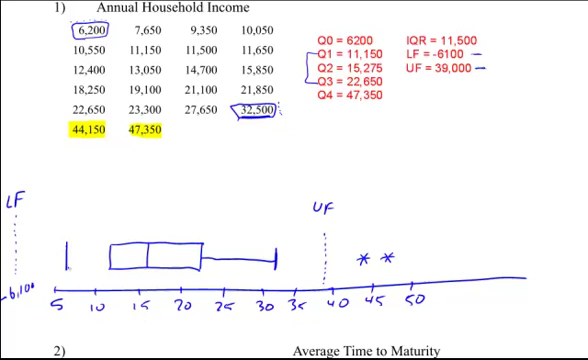 1) Annual Household Income
6,200 7,650 9,350 10,050
10,550 11,150 11,500 11,650
12,400 13,050 14,700 15,850
18,250 19,100 21,100 21,850
22,650 23,300 27,650 32,500
44,150 47,350
Q0 = 6200 IQR = 11,500
Q1 = 11,150 LF = -6100
Q2 = 15,275 UF = 39,000
Q3 = 22,650
Q4 = 47,350
LF
UF
* *
-6,100
5 10 15 20 25 30 35 40 45 50
2) Average Time to Maturity